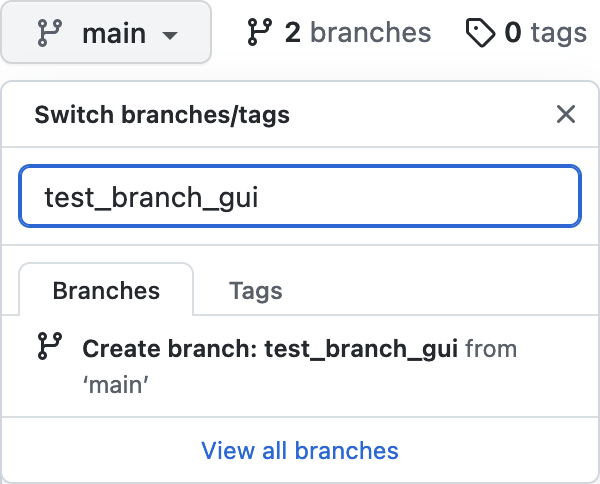 main 2 branches 0 tags
Switch branches/tags
test_branch_gui
Branches Tags
Create branch: test_branch_gui from
‘main’
View all branches